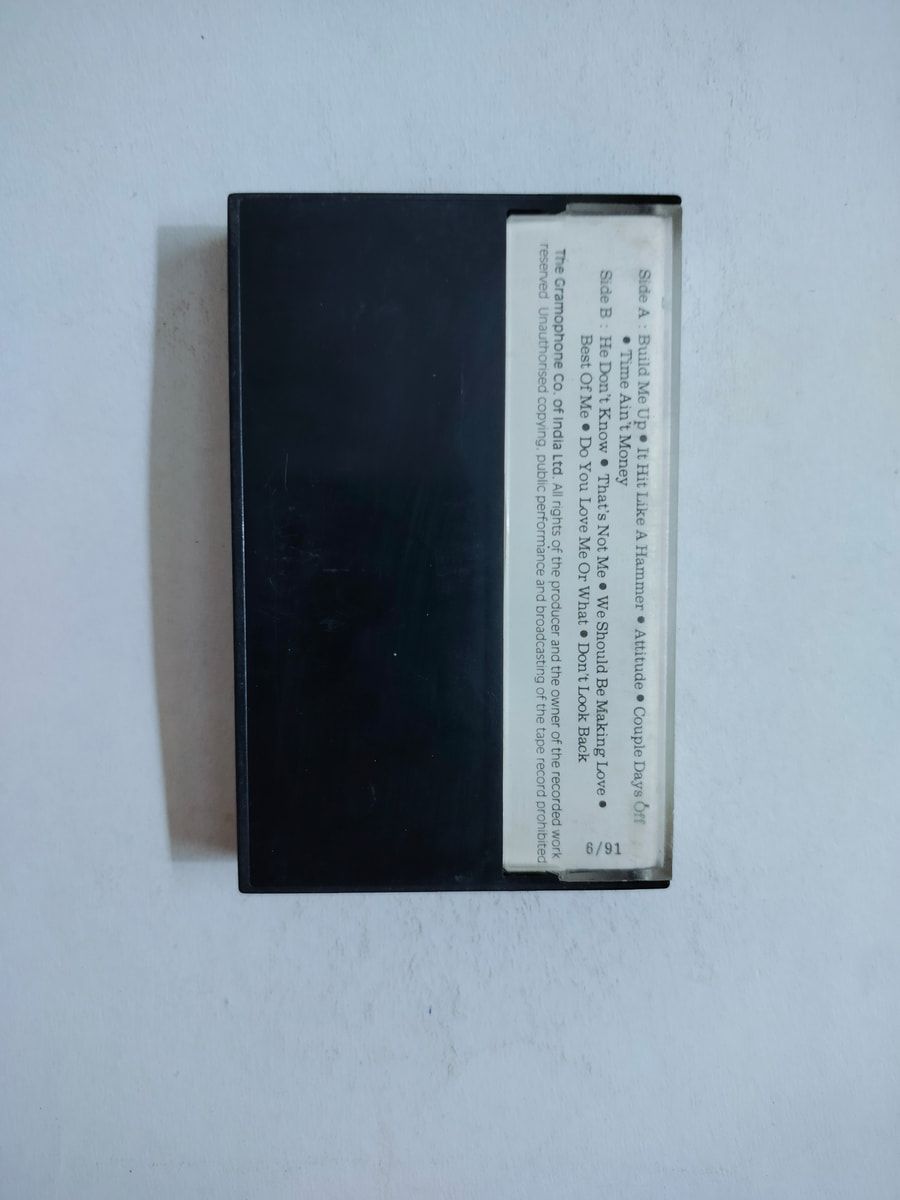 Side A : Build Me Up • It Hit Like A Hammer • Attitude • Couple Days Off
• Time Ain't Money
Side B : He Don't Know • That's Not Me • We Should Be Making Love •
Best Of Me • Do You Love Me Or What • Don't Look Back
6/91
The Gramophone Co. of India Ltd. All rights of the producer and the owner of the recorded work
reserved Unauthorised copying, public performance and broadcasting of the tape record prohibited